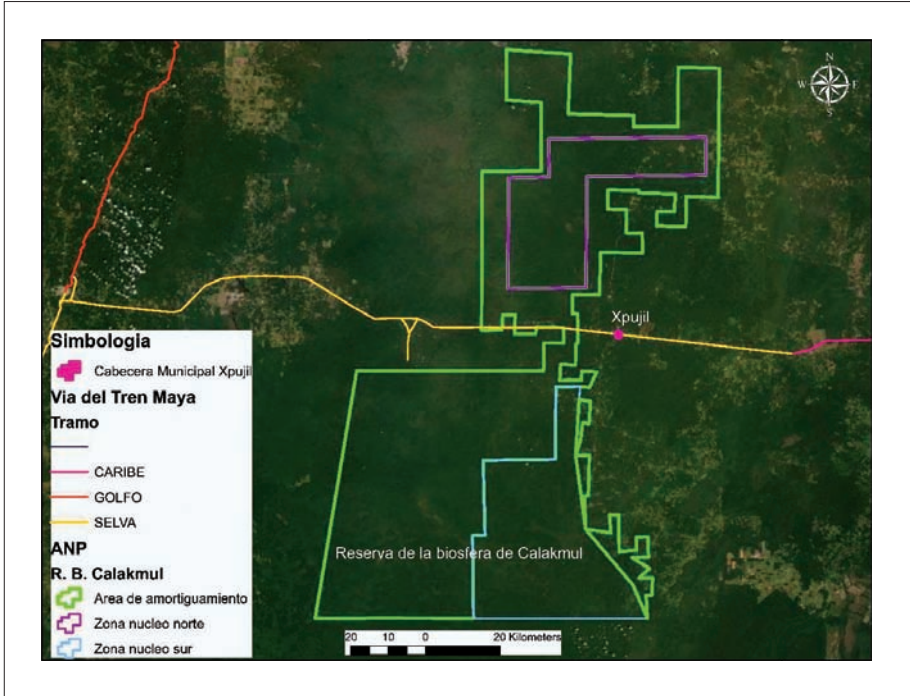 N
W E
S
Xpujil
Simbologia
Cabecera Municipal Xpujil
Via del Tren Maya
Tramo
CARIBE
GOLFO
SELVA
ANP
R. B. Calakmul
Area de amortiguamiento
Zona nucleo norte
Zona nucleo sur
Reserva de la biosfera de Calakmul
20 10 0 20 Kilometers